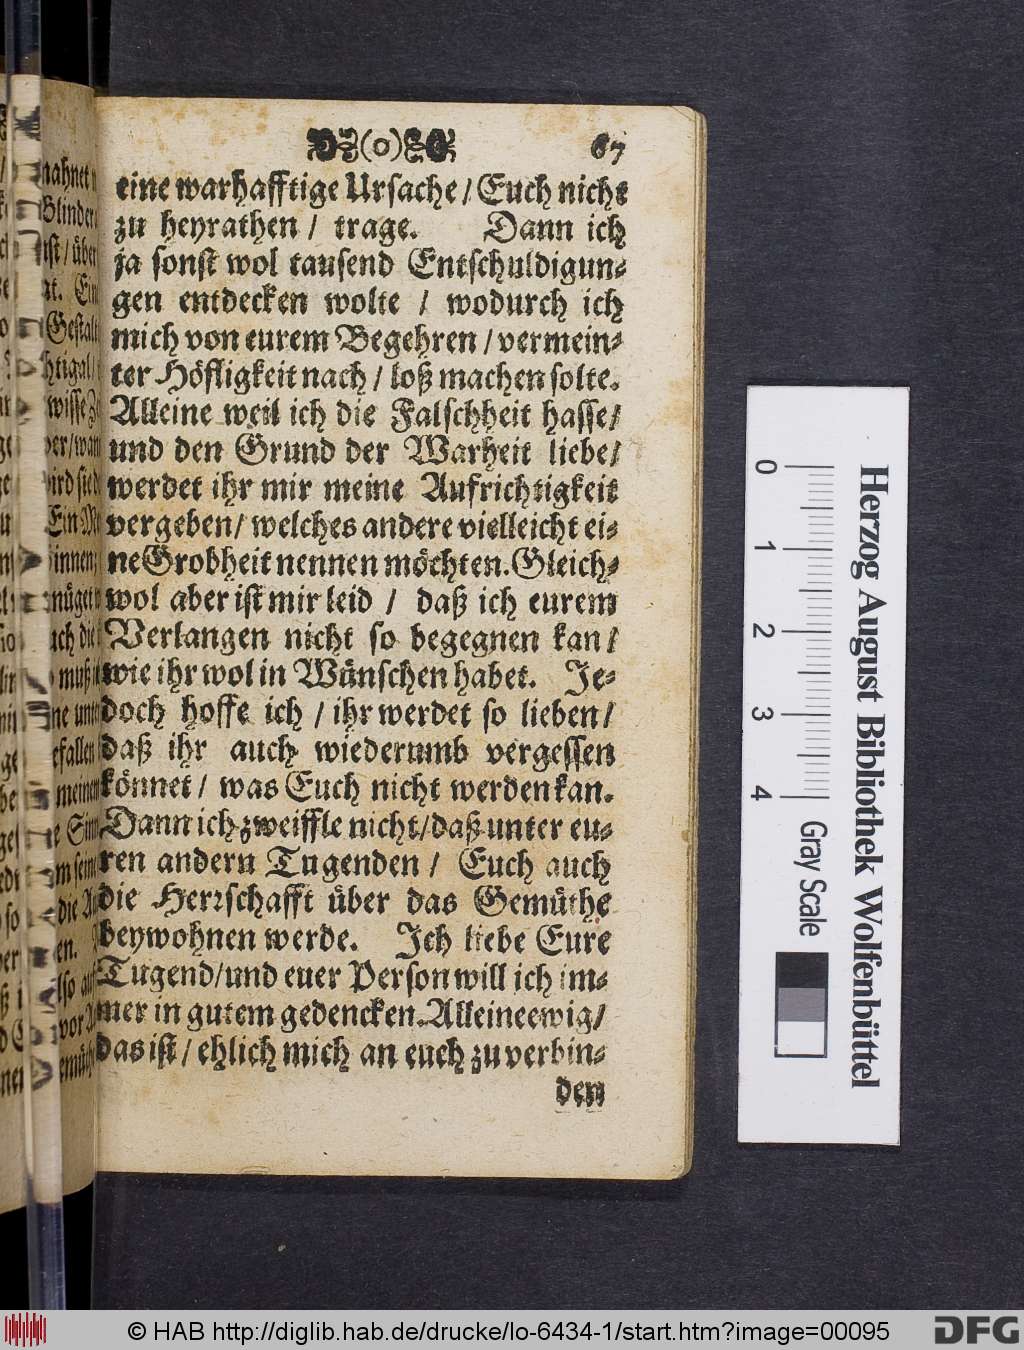 (o) 67
eine warhafftige Ursache / Euch nicht
zu heyrathen / trage. Dann ich
ja sonst wol tausend Entschuldigun⸗
gen entdecken wolte / wodurch ich
mich von eurem Begehren / vermein⸗
ter Höfligkeit nach / loß machen solte.
Alleine weil ich die Falschheit hasse/
und den Grund der Warheit liebe/
werdet ihr mir meine Aufrichtigkeit
vergeben/ welches andere vielleicht ei⸗
ne Grobheit nennen möchten. Gleich⸗
wol aber ist mir leid / daß ich eurem
Verlangen nicht so begegnen kan/
wie ihr wol in Wünschen habet. Je⸗
doch hoffe ich / ihr werdet so lieben/
daß ihr auch wiederumb vergessen
könnet / was Euch nicht werden kan.
Dann ich zweiffle nicht/daß unter eu⸗
ren andern Tugenden / Euch auch
die Herrschafft über das Gemüthe
beywohnen werde. Ich liebe Eure
Tugend/und euer Person will ich im⸗
mer in gutem gedencken. Alleine ewig/
das ist / ehlich mich an euch zu verbin⸗
den
0 1 2 3 4
Gray Scale
Herzog August Bibliothek Wolfenbüttel
© HAB http://diglib.hab.de/drucke/lo-6434-1/start.htm?image=00095
DFG